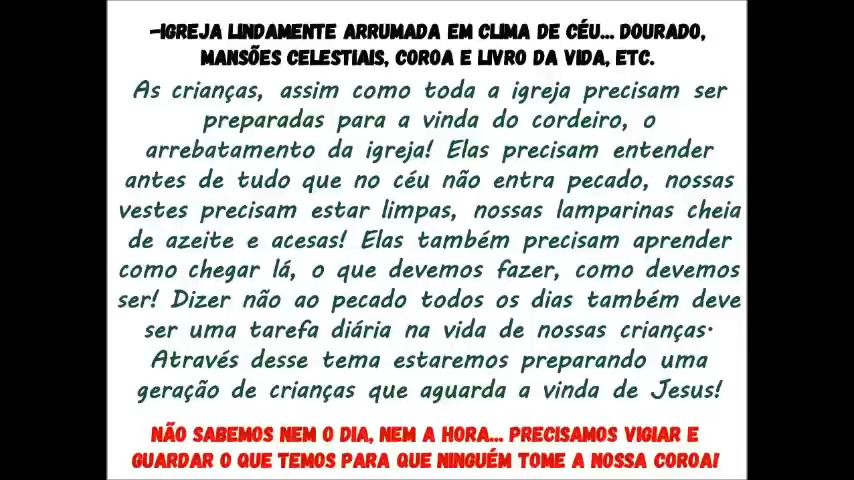 -IGREJA LINDAMENTE ARRUMADA EM CLIMA DE CÉU... DOURADO,
MANSÕES CELESTIAIS, COROA E LIVRO DA VIDA, ETC.
As crianças, assim como toda a igreja precisam ser
preparadas para a vinda do cordeiro, o
arrebatamento da igreja! Elas precisam entender
antes de tudo que no céu não entra pecado, nossas
vestes precisam estar limpas, nossas lamparinas cheia
de azeite e acesas! Elas também precisam aprender
como chegar lá, o que devemos fazer, como devemos
ser! Dizer não ao pecado todos os dias também deve
ser uma tarefa diária na vida de nossas crianças.
Através desse tema estaremos preparando uma
geração de crianças que aguarda a vinda de Jesus!
NÃO SABEMOS NEM O DIA, NEM A HORA... PRECISAMOS VIGIAR E
GUARDAR O QUE TEMOS PARA QUE NINGUÉM TOME A NOSSA COROA!